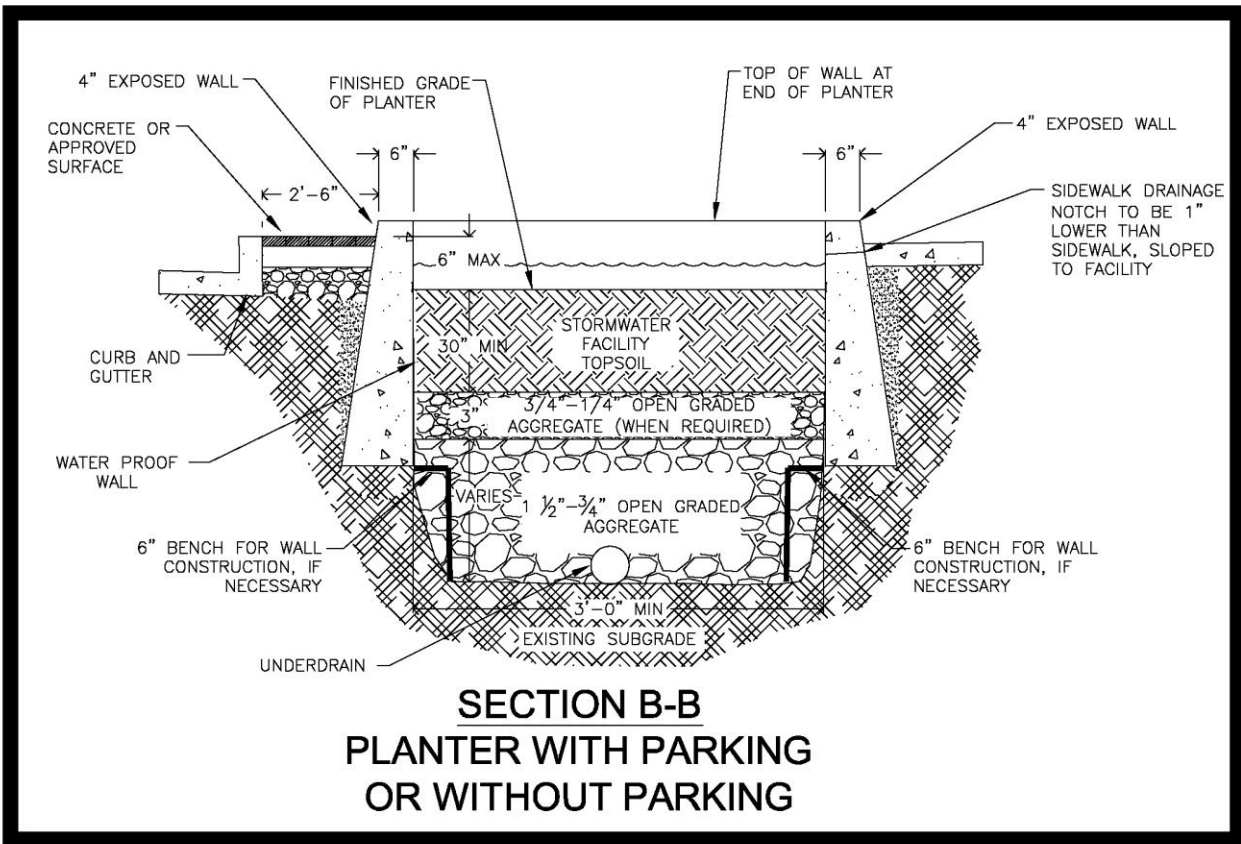 4" EXPOSED WALL
FINISHED GRADE
OF PLANTER
TOP OF WALL AT
END OF PLANTER
CONCRETE OR
APPROVED
SURFACE
6"
6"
4" EXPOSED WALL
2'-6"
SIDEWALK DRAINAGE
NOTCH TO BE 1"
LOWER THAN
SIDEWALK, SLOPED
TO FACILITY
6" MAX
STORMWATER
FACILITY
TOPSOIL
30" MIN
CURB AND
GUTTER
3"
3/4"-1/4" OPEN GRADED
AGGREGATE (WHEN REQUIRED)
WATER PROOF
WALL
VARIES
1 ½"-¾" OPEN GRADED
AGGREGATE
6" BENCH FOR WALL
CONSTRUCTION, IF
NECESSARY
6" BENCH FOR WALL
CONSTRUCTION, IF
NECESSARY
3'-0" MIN
EXISTING SUBGRADE
UNDERDRAIN
SECTION B-B
PLANTER WITH PARKING
OR WITHOUT PARKING